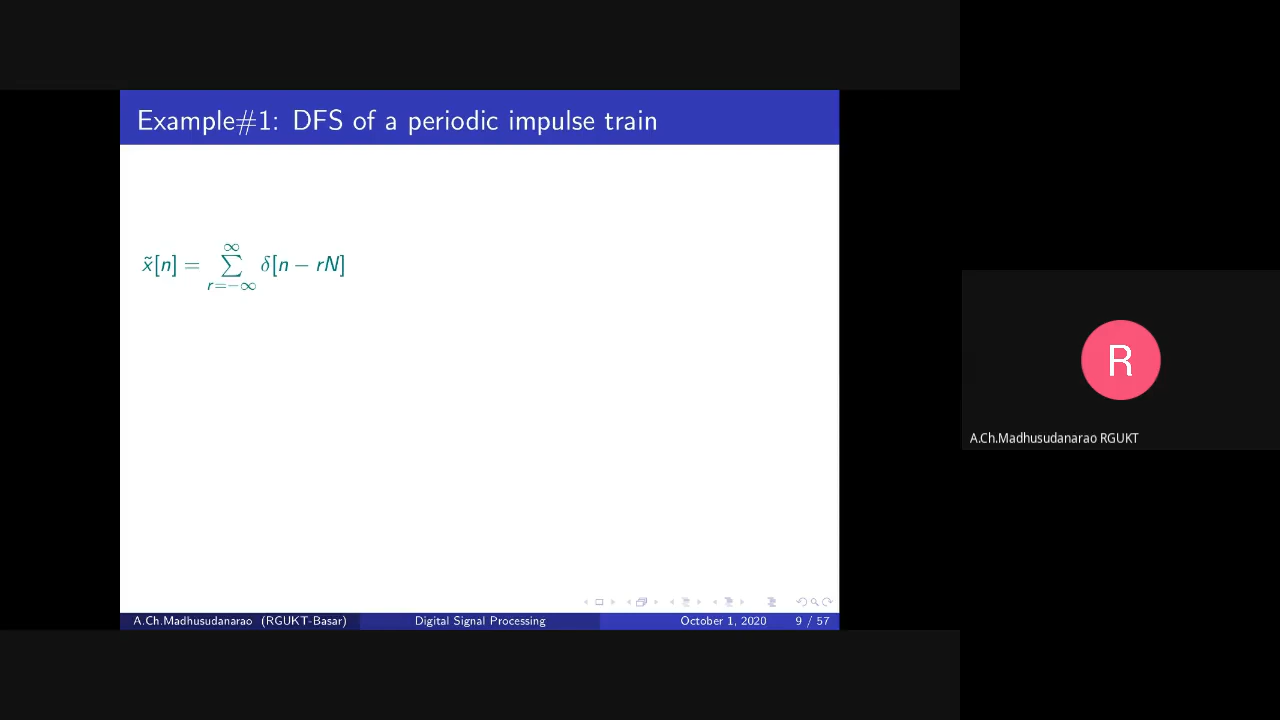 Example#1: DFS of a periodic impulse train
x̃[n] = ∑_{r=−∞}^{∞} δ[n − rN]
R
A.Ch.Madhusudanarao RGUKT
A.Ch.Madhusudanarao (RGUKT-Basar) Digital Signal Processing October 1, 2020 9 / 57